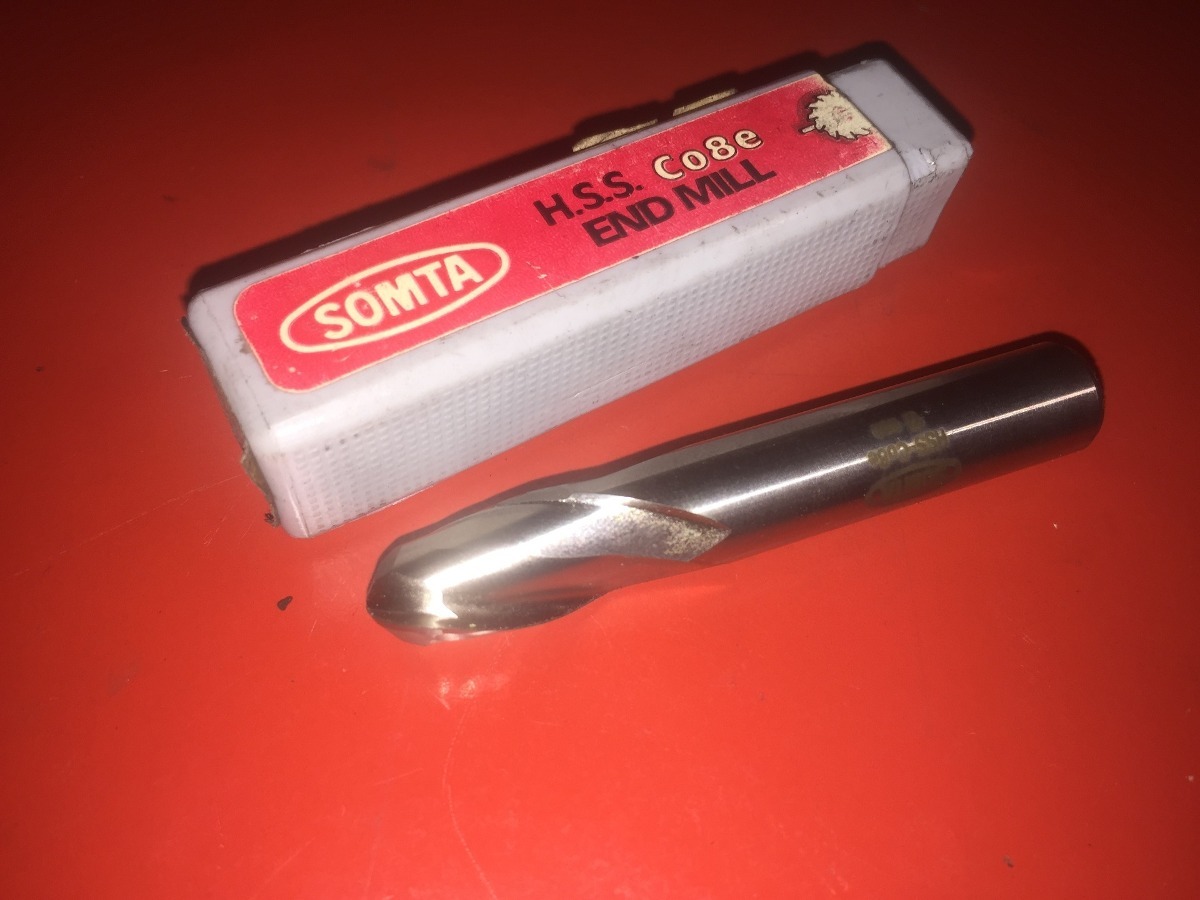 SOMTA
H.S.S. Co8e
END MILL